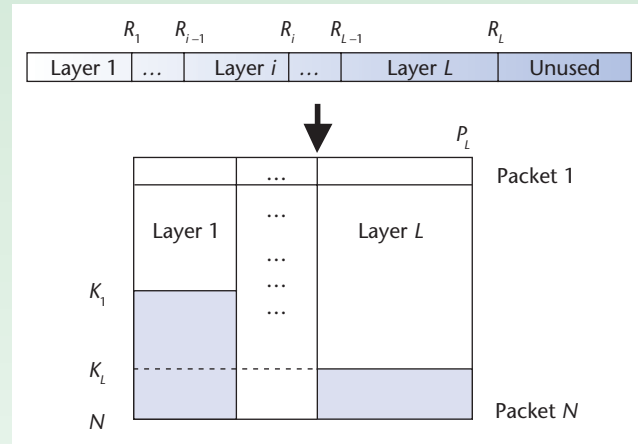 R1 Ri–1 Ri RL–1 RL
Layer 1 ... Layer i ... Layer L Unused
PL
... Packet 1
...
Layer 1 Layer L
...
...
K1
...
KL
N Packet N